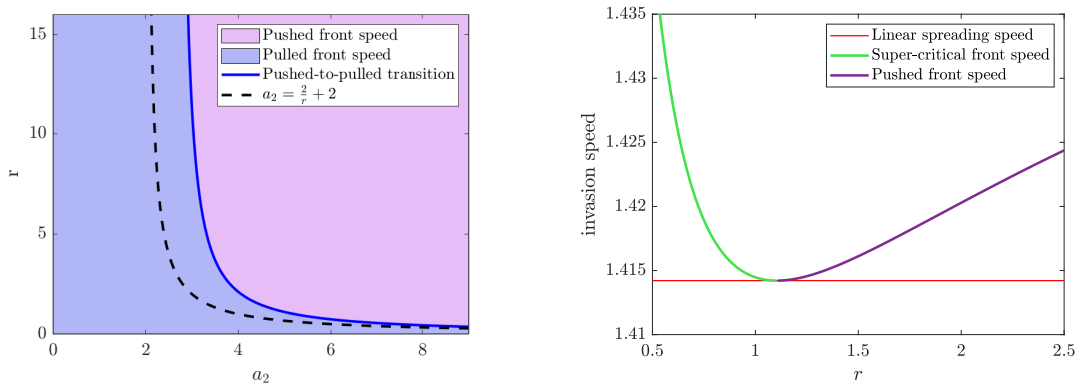 Pushed front speed
Pulled front speed
Pushed-to-pulled transition
a₂ = 2/r + 2
15
10
5
0
r
0 2 4 6 8
a₂
Linear spreading speed
Super-critical front speed
Pushed front speed
1.435
1.43
1.425
1.42
1.415
1.41
invasion speed
0.5 1 1.5 2 2.5
r